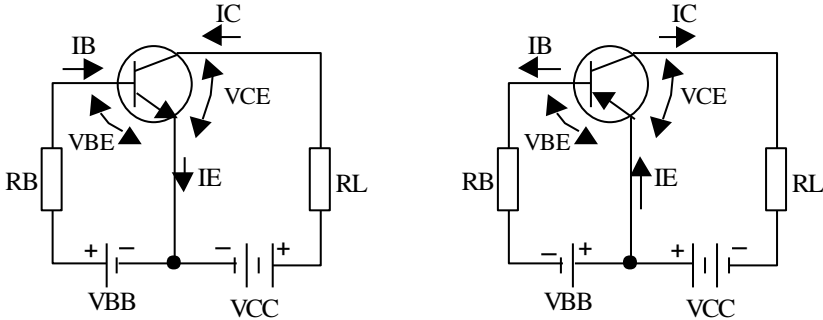 IC
IB
VCE
VBE
RB
IE
RL
+ − − +
VBB
VCC
IC
IB
VCE
VBE
RB
IE
RL
− + + −
VBB
VCC